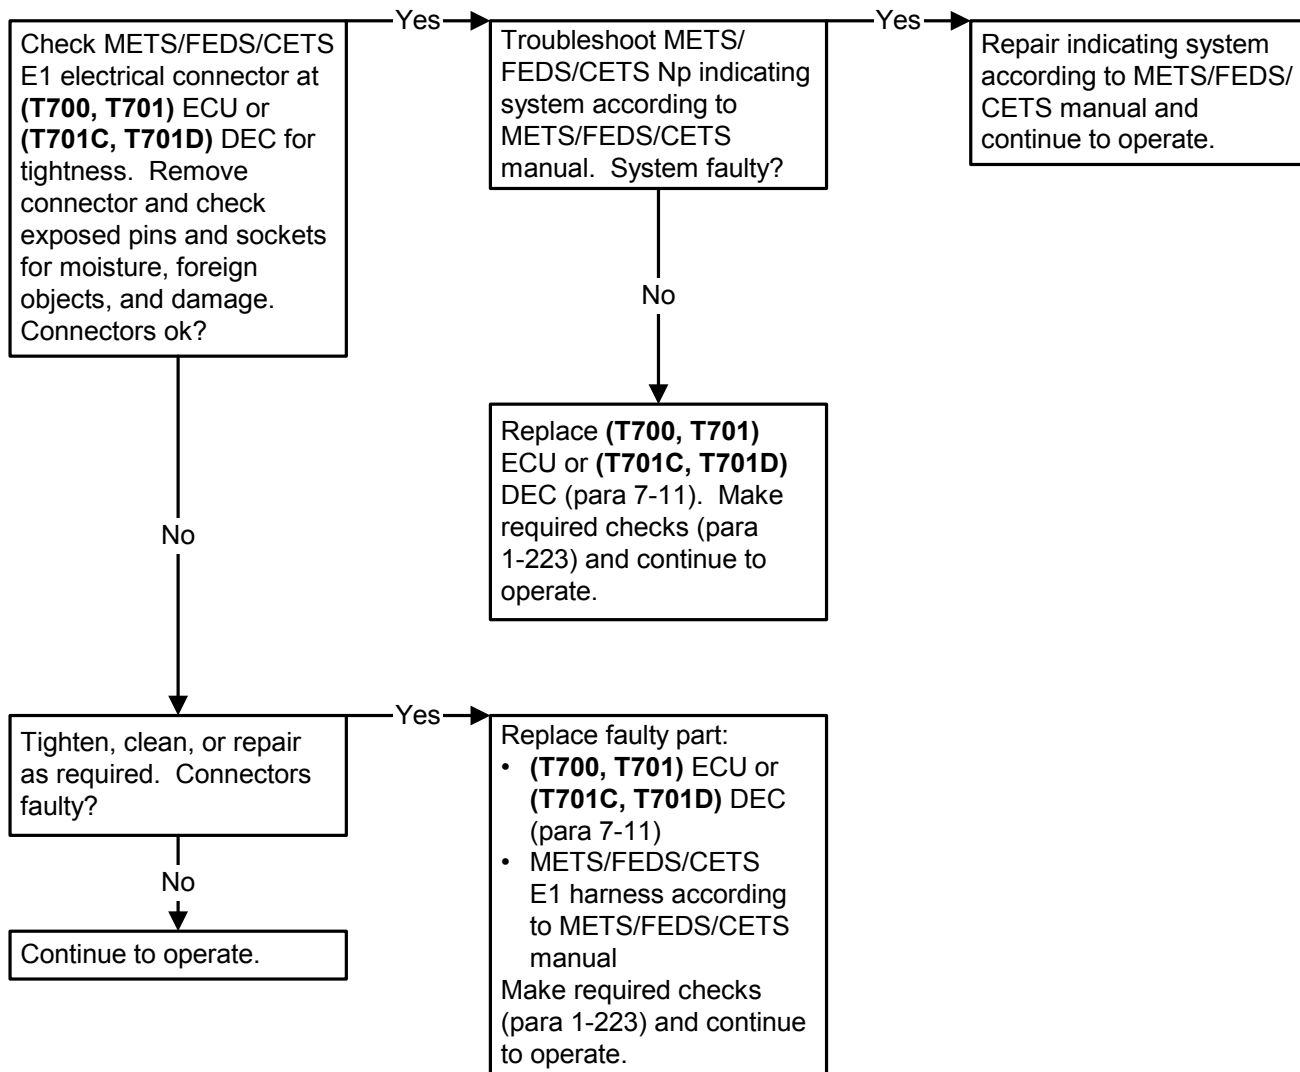 Check METS/FEDS/CETS
E1 electrical connector at
(T700, T701) ECU or
(T701C, T701D) DEC for
tightness.  Remove
connector and check
exposed pins and sockets
for moisture, foreign
objects, and damage.
Connectors ok?
Yes
Troubleshoot METS/
FEDS/CETS Np indicating
system according to
METS/FEDS/CETS
manual.  System faulty?
Yes
Repair indicating system
according to METS/FEDS/
CETS manual and
continue to operate.
No
Replace (T700, T701)
ECU or (T701C, T701D)
DEC (para 7-11).  Make
required checks (para
1-223) and continue to
operate.
No
Tighten, clean, or repair
as required.  Connectors
faulty?
Yes
Replace faulty part:
• (T700, T701) ECU or
(T701C, T701D) DEC
(para 7-11)
• METS/FEDS/CETS
E1 harness according
to METS/FEDS/CETS
manual
Make required checks
(para 1-223) and continue
to operate.
No
Continue to operate.